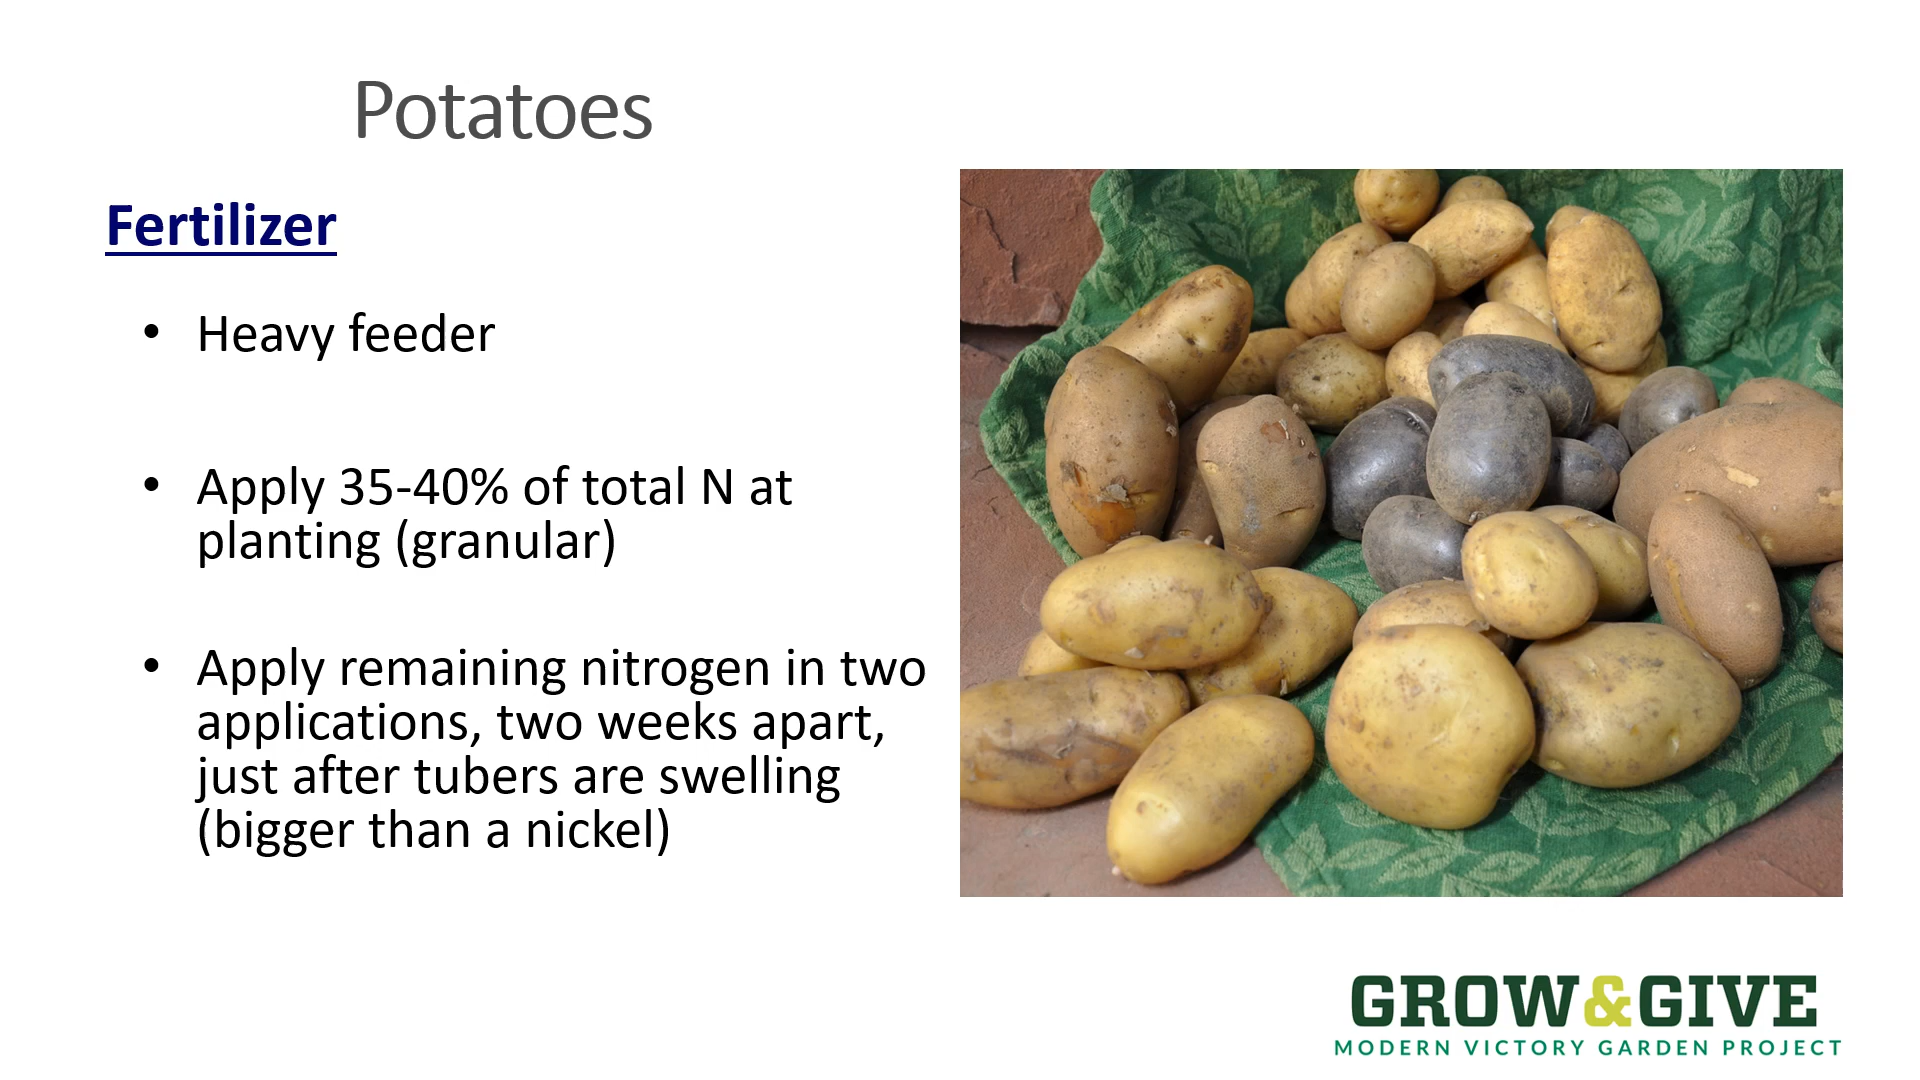 Potatoes
Fertilizer
• Heavy feeder
• Apply 35-40% of total N at
planting (granular)
• Apply remaining nitrogen in two
applications, two weeks apart,
just after tubers are swelling
(bigger than a nickel)
GROW&GIVE
MODERN VICTORY GARDEN PROJECT